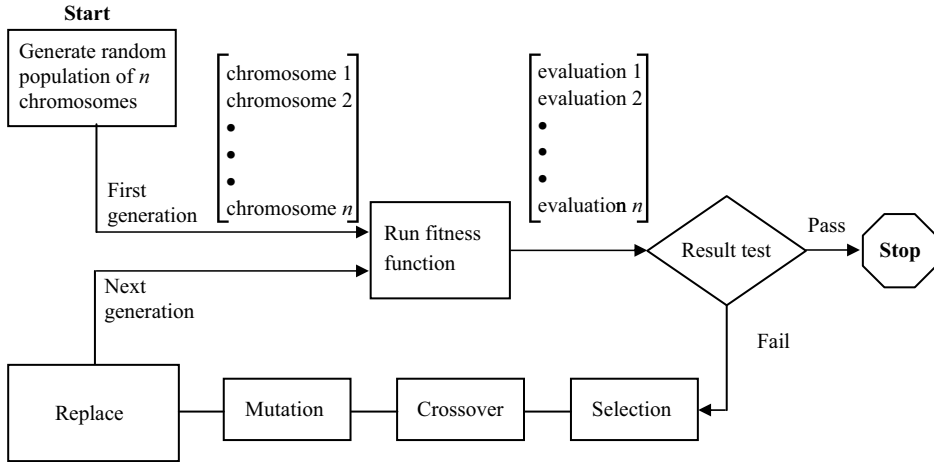 Start
Generate random
population of n
chromosomes
chromosome 1
chromosome 2
•
•
•
chromosome n
evaluation 1
evaluation 2
•
•
•
evaluation n
First
generation
Run fitness
function
Result test
Pass
Stop
Next
generation
Fail
Replace
Mutation
Crossover
Selection